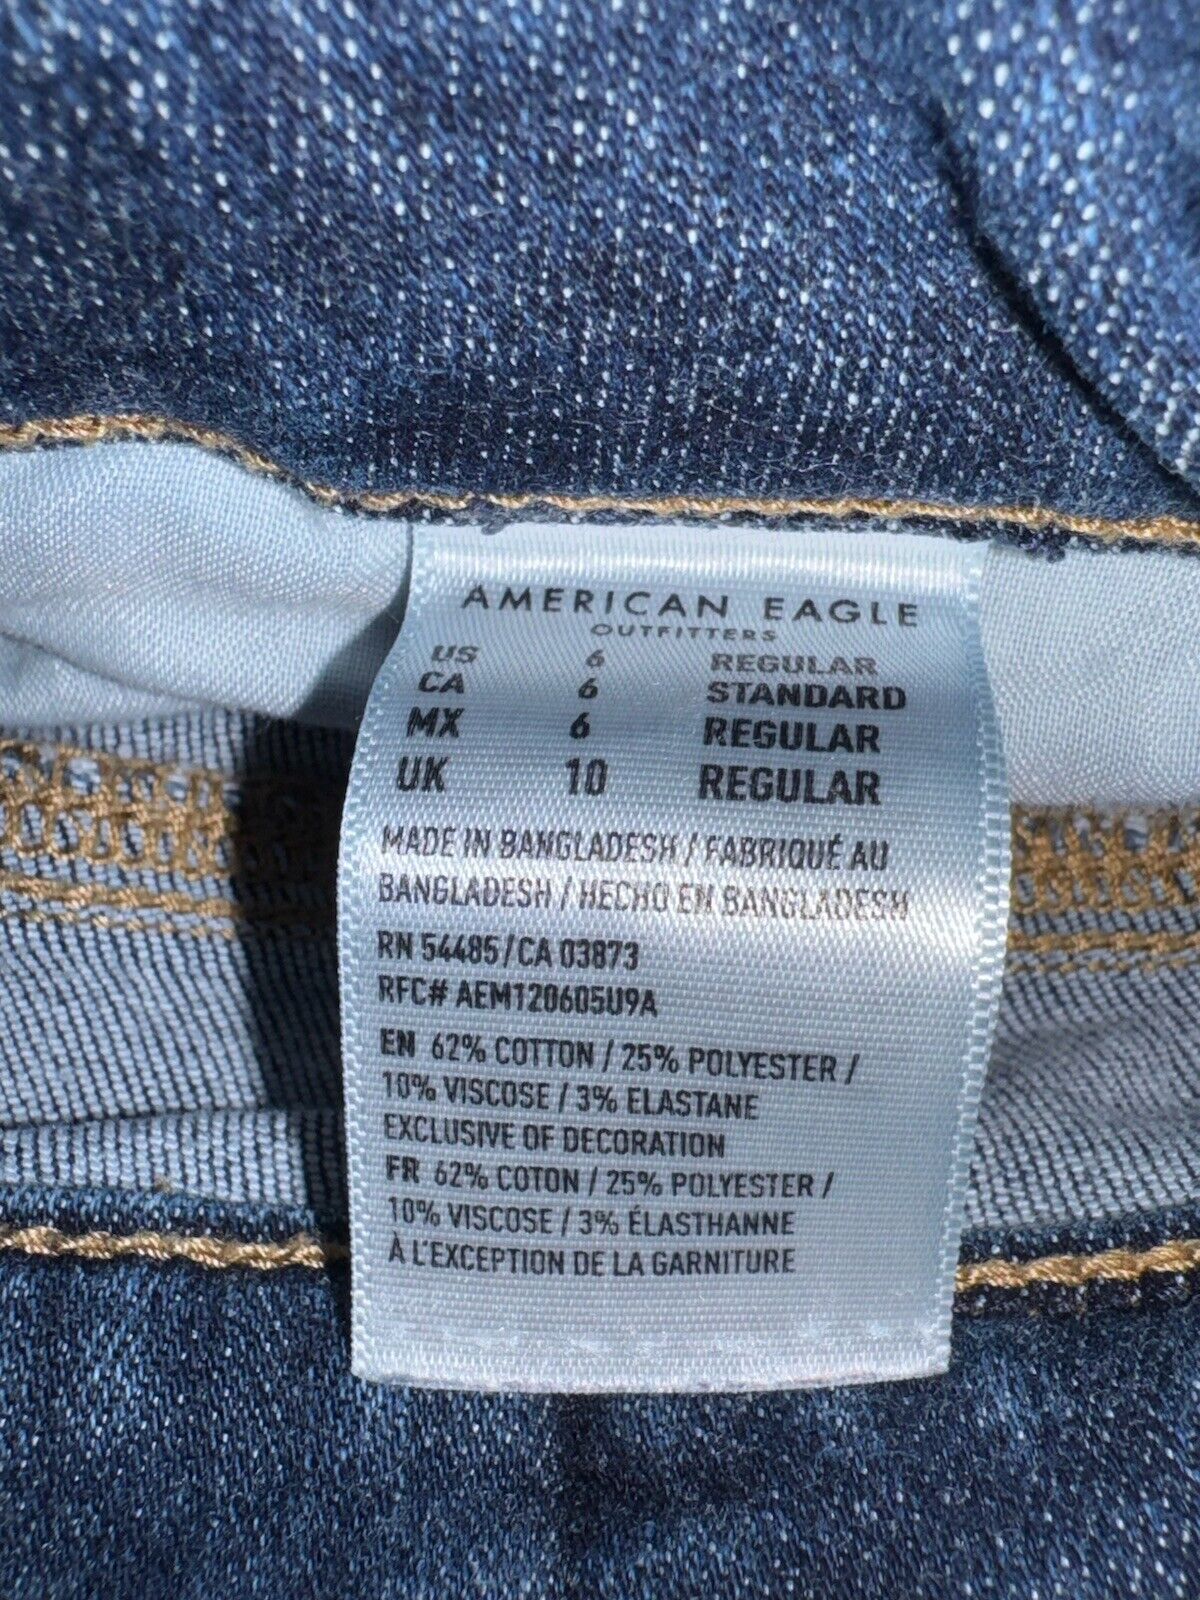 AMERICAN EAGLE
OUTFITTERS
US 6 REGULAR
CA 6 STANDARD
MX 6 REGULAR
UK 10 REGULAR
MADE IN BANGLADESH / FABRIQUÉ AU
BANGLADESH / HECHO EN BANGLADESH
RN 54485 / CA 03873
RFC# AEM120605U9A
EN 62% COTTON / 25% POLYESTER /
10% VISCOSE / 3% ELASTANE
EXCLUSIVE OF DECORATION
FR 62% COTON / 25% POLYESTER /
10% VISCOSE / 3% ÉLASTHANNE
À L'EXCEPTION DE LA GARNITURE